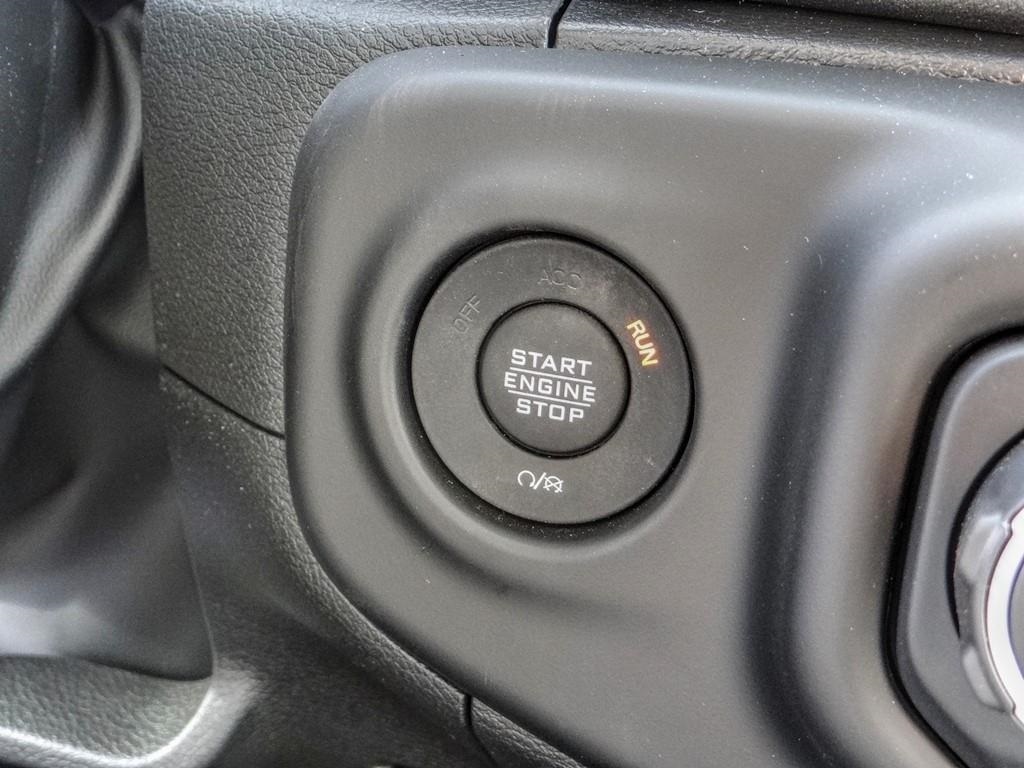 OFF
ACC
RUN
START
ENGINE
STOP